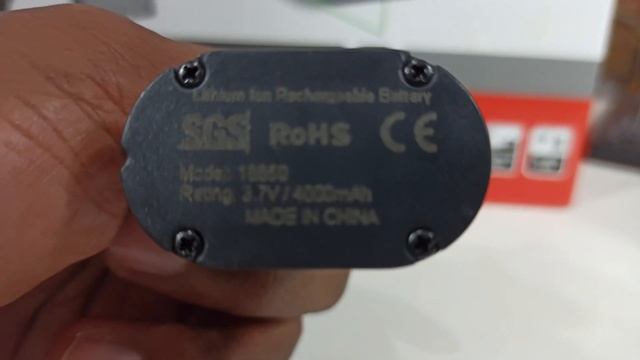 Lithium Ion Rechargeable Battery
SGS RoHS CE
Model: 18650
Rating: 3.7V / 4000mAh
MADE IN CHINA